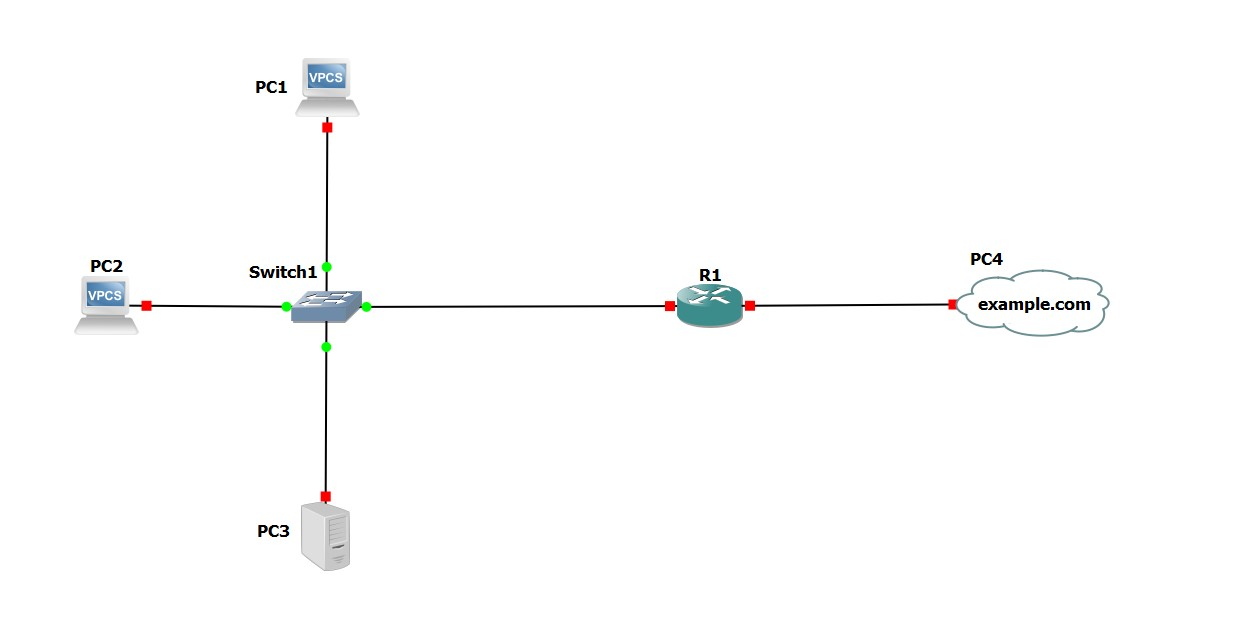 PC1
VPCS
PC2
VPCS
Switch1
R1
PC4
example.com
PC3